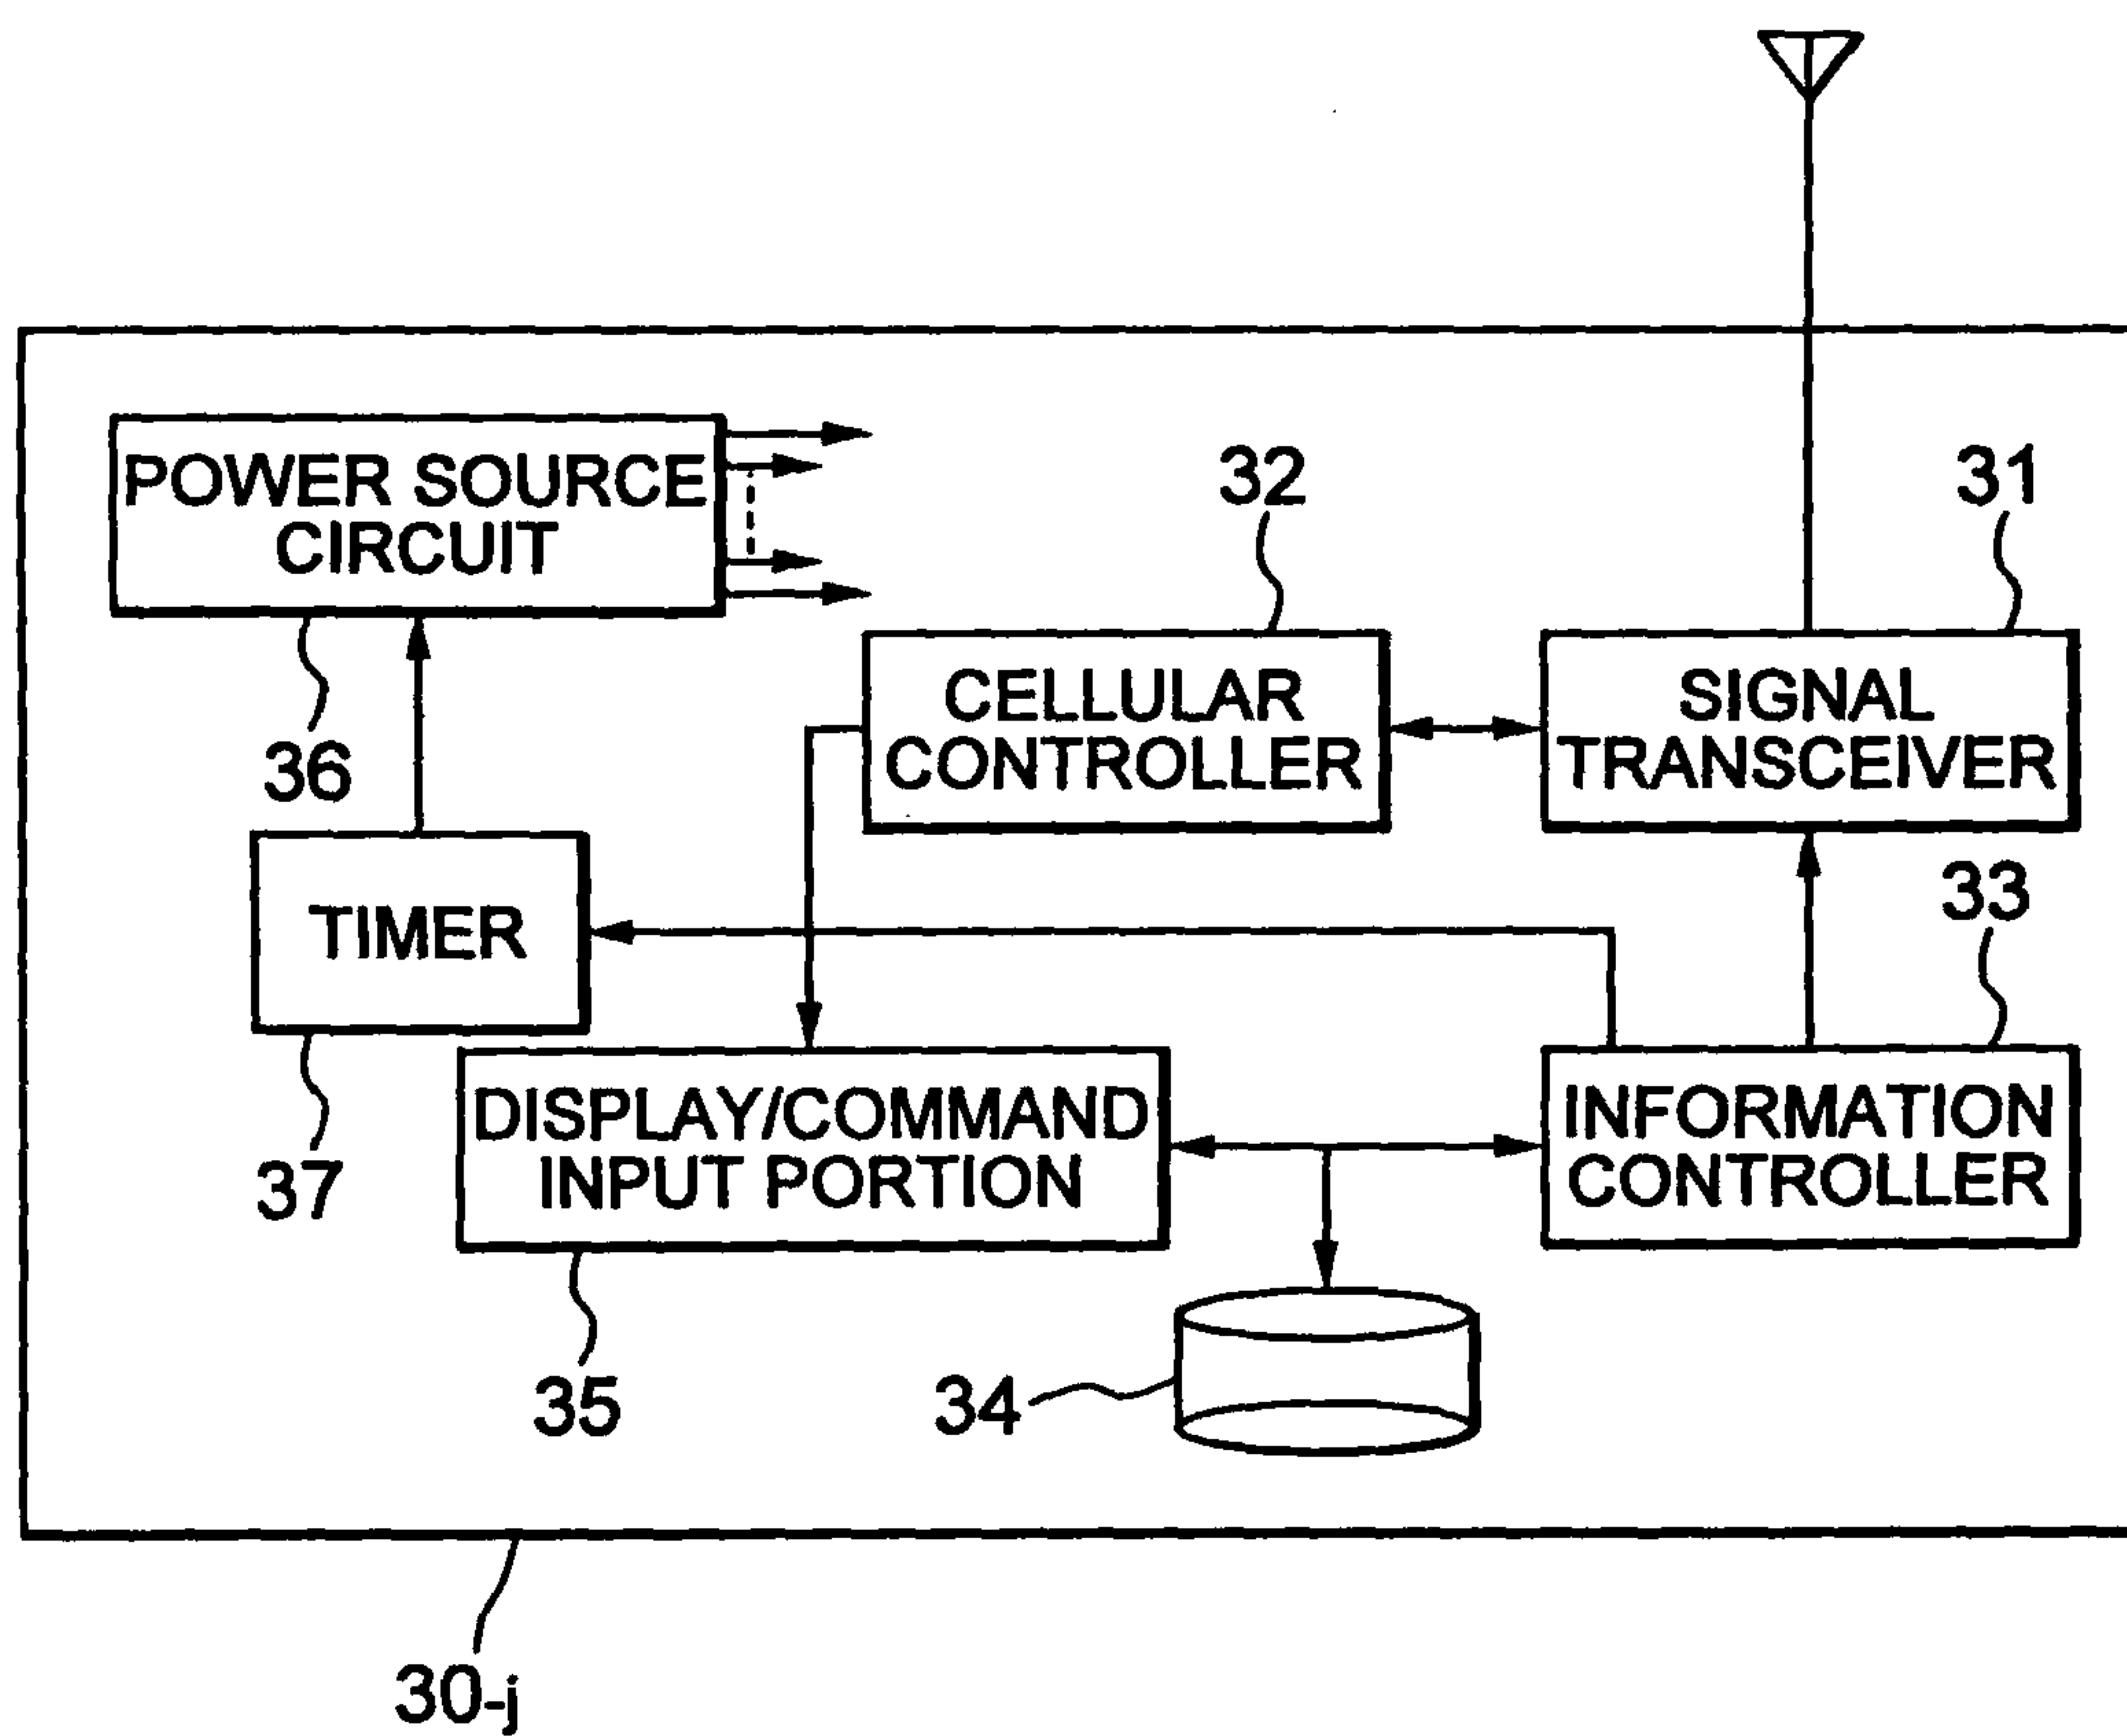 POWER SOURCE
CIRCUIT
32
31
CELLULAR
CONTROLLER
SIGNAL
TRANSCEIVER
36
33
TIMER
DISPLAY/COMMAND
INPUT PORTION
INFORMATION
CONTROLLER
37
35
34
30-j